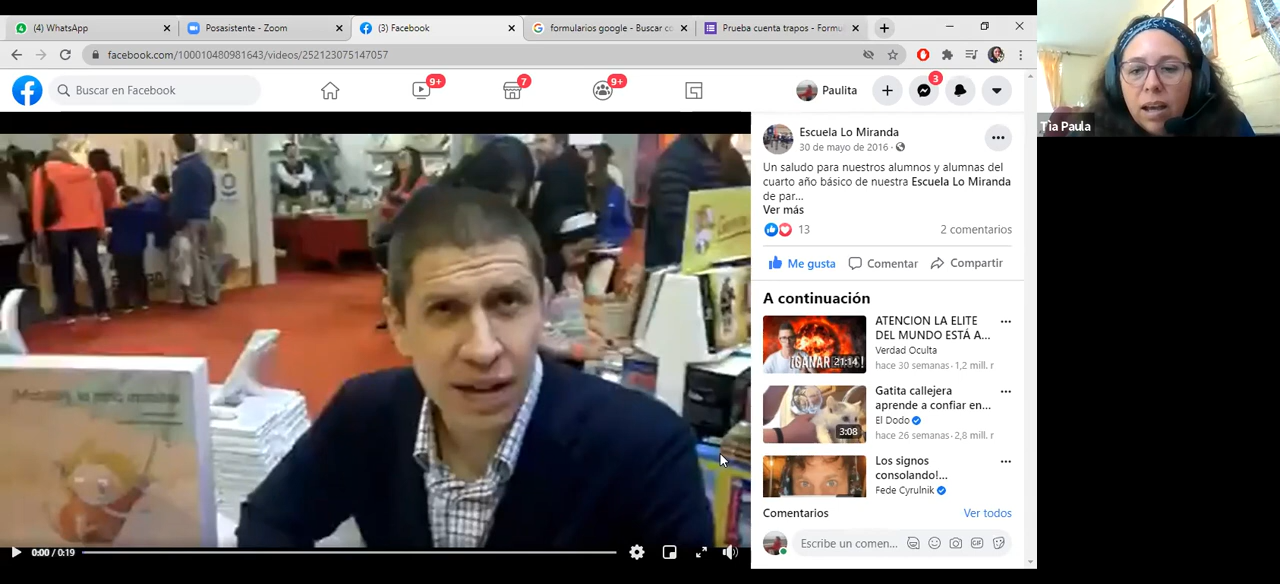 (4) WhatsApp
Posasistente - Zoom
(3) Facebook
formularios google - Buscar co
Prueba cuenta trapos - Formu
facebook.com/100010480981643/videos/252123075147057
Buscar en Facebook
9+
7
9+
Paulita
3
Tia Paula
Escuela Lo Miranda
30 de mayo de 2016
Un saludo para nuestros alumnos y alumnas del
cuarto año básico de nuestra Escuela Lo Miranda
de par...
Ver más
13
2 comentarios
Me gusta
Comentar
Compartir
A continuación
ATENCION LA ELITE
DEL MUNDO ESTÁ A...
Verdad Oculta
hace 30 semanas · 1,2 mill. r
¡GANAR !
21:14
Gatita callejera
aprende a confiar en...
El Dodo
hace 26 semanas · 2,8 mill. r
3:08
Los signos
consolando!...
Fede Cyrulnik
Comentarios
Ver todos
Escribe un comen...
GIF
0:00 / 0:19